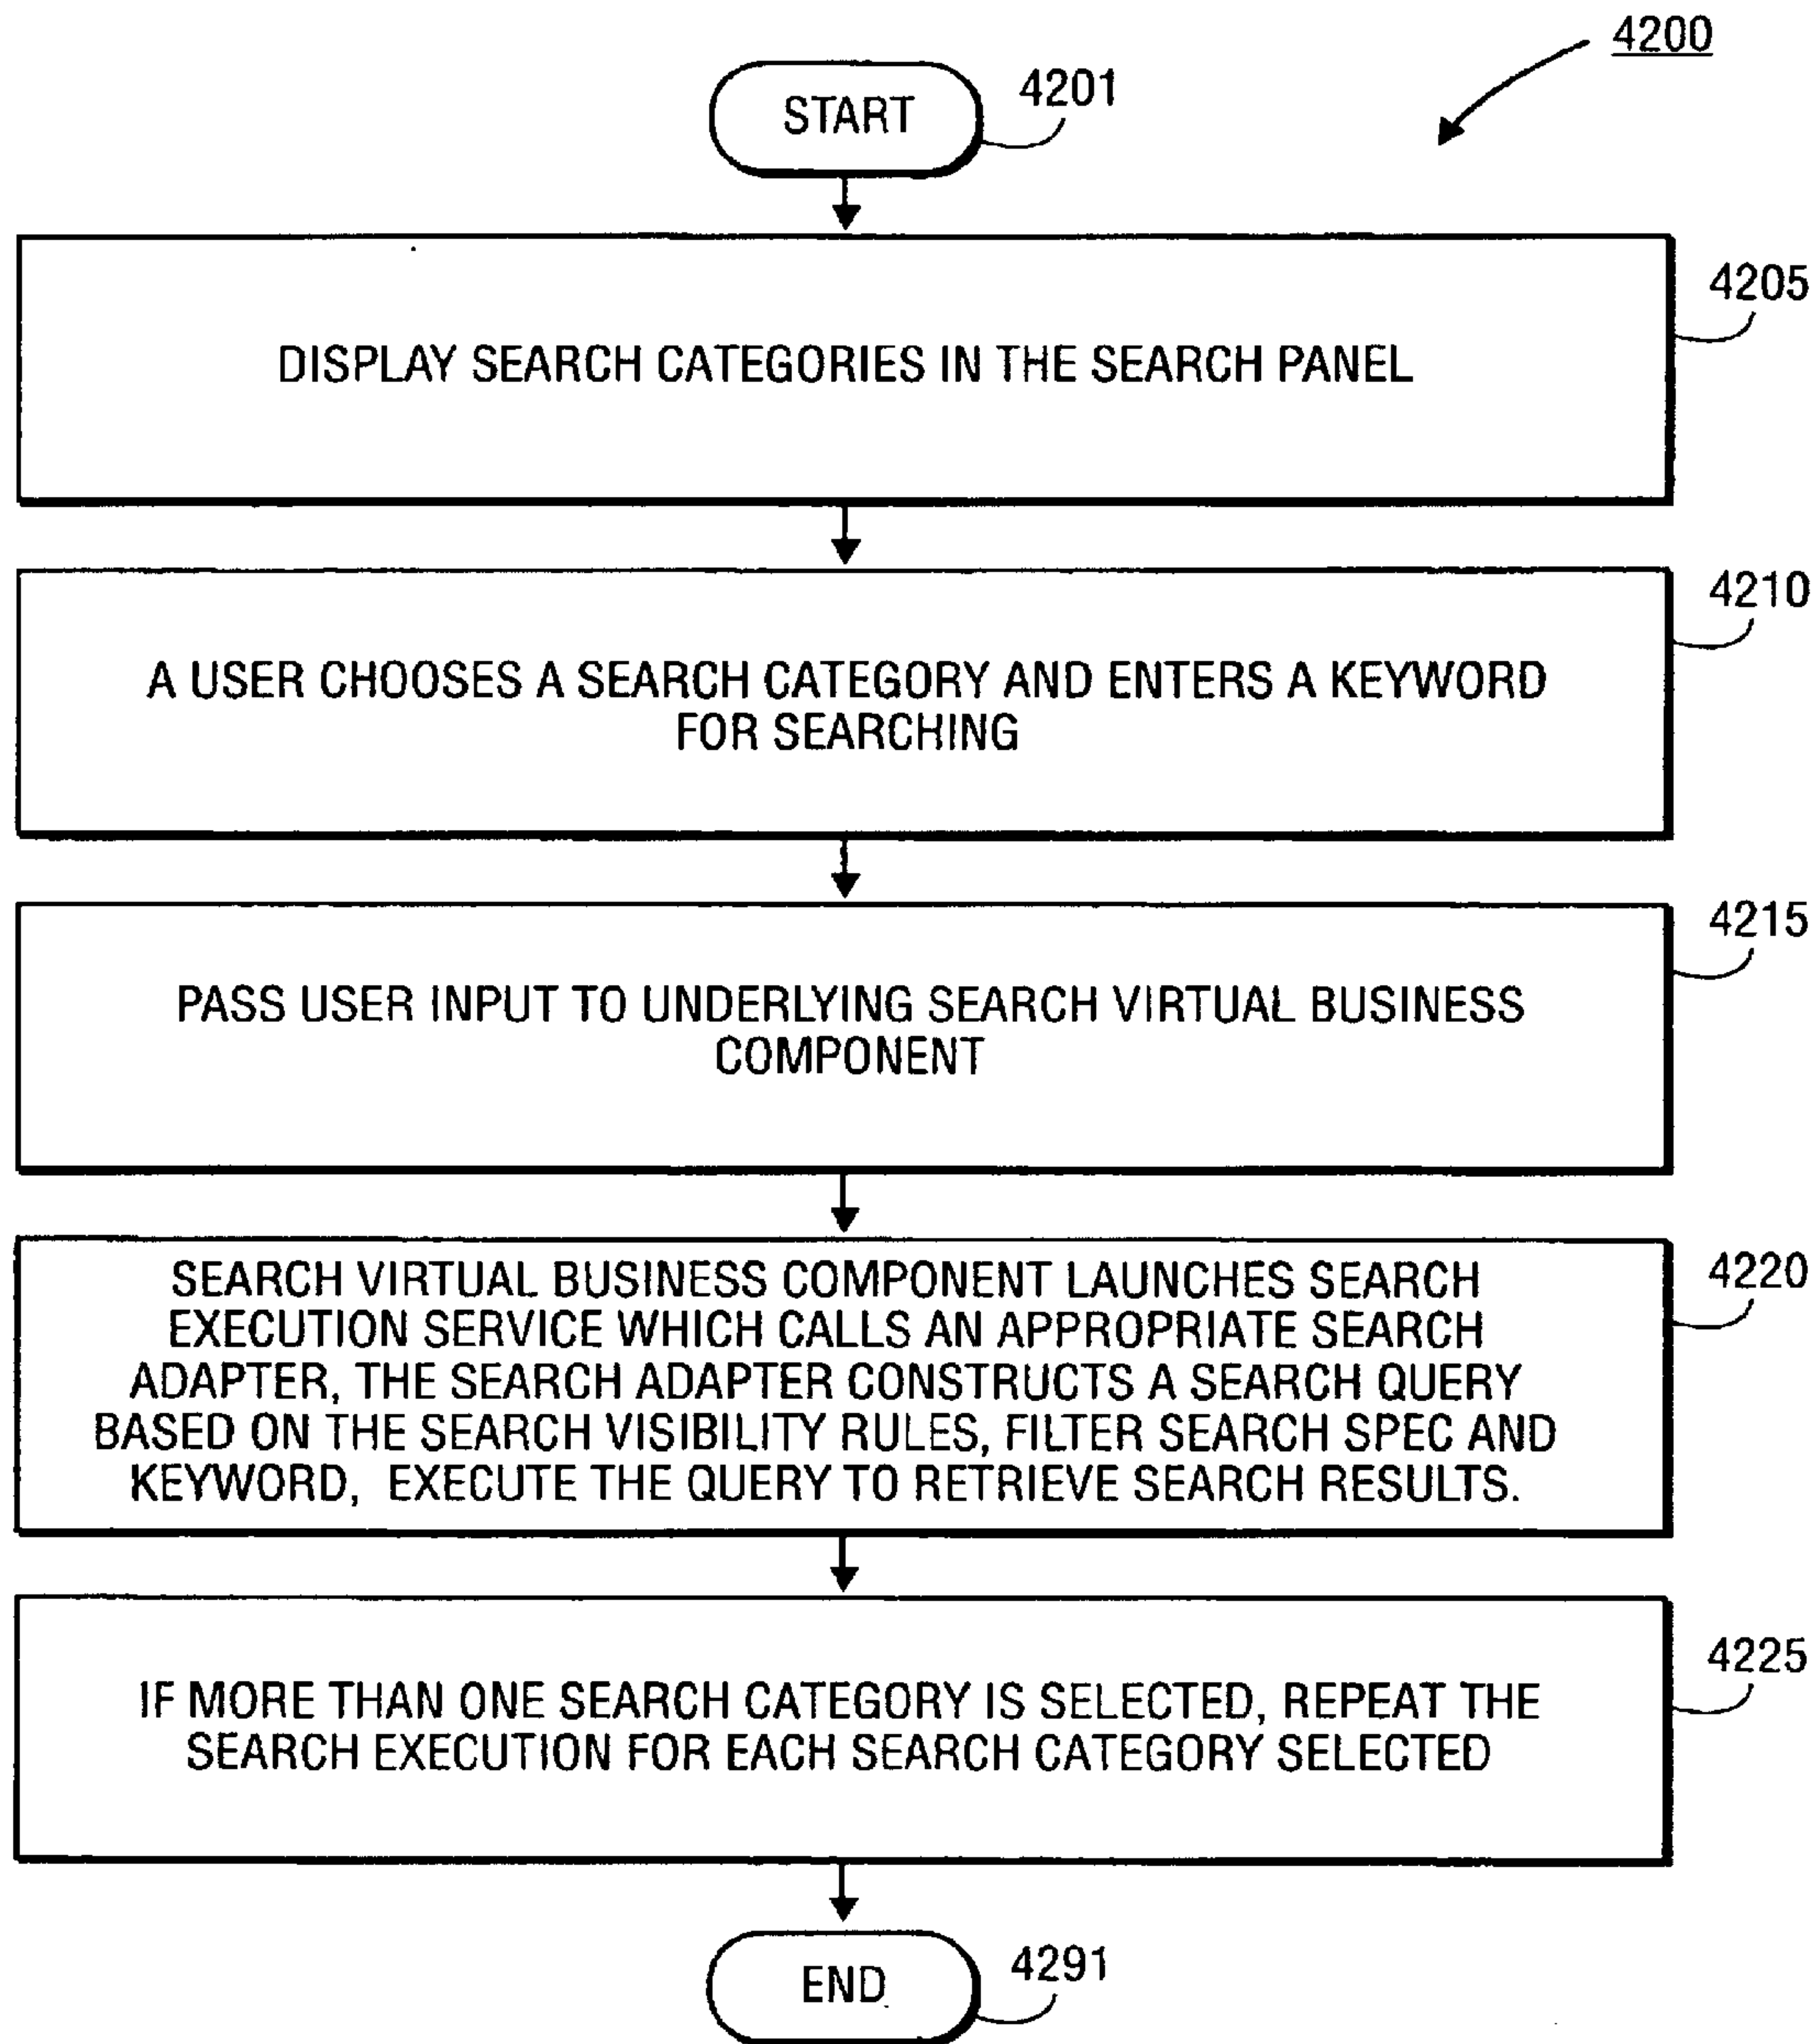 4200
START
4201
4205
DISPLAY SEARCH CATEGORIES IN THE SEARCH PANEL
4210
A USER CHOOSES A SEARCH CATEGORY AND ENTERS A KEYWORD
FOR SEARCHING
4215
PASS USER INPUT TO UNDERLYING SEARCH VIRTUAL BUSINESS
COMPONENT
4220
SEARCH VIRTUAL BUSINESS COMPONENT LAUNCHES SEARCH
EXECUTION SERVICE WHICH CALLS AN APPROPRIATE SEARCH
ADAPTER, THE SEARCH ADAPTER CONSTRUCTS A SEARCH QUERY
BASED ON THE SEARCH VISIBILITY RULES, FILTER SEARCH SPEC AND
KEYWORD, EXECUTE THE QUERY TO RETRIEVE SEARCH RESULTS.
4225
IF MORE THAN ONE SEARCH CATEGORY IS SELECTED, REPEAT THE
SEARCH EXECUTION FOR EACH SEARCH CATEGORY SELECTED
END
4291